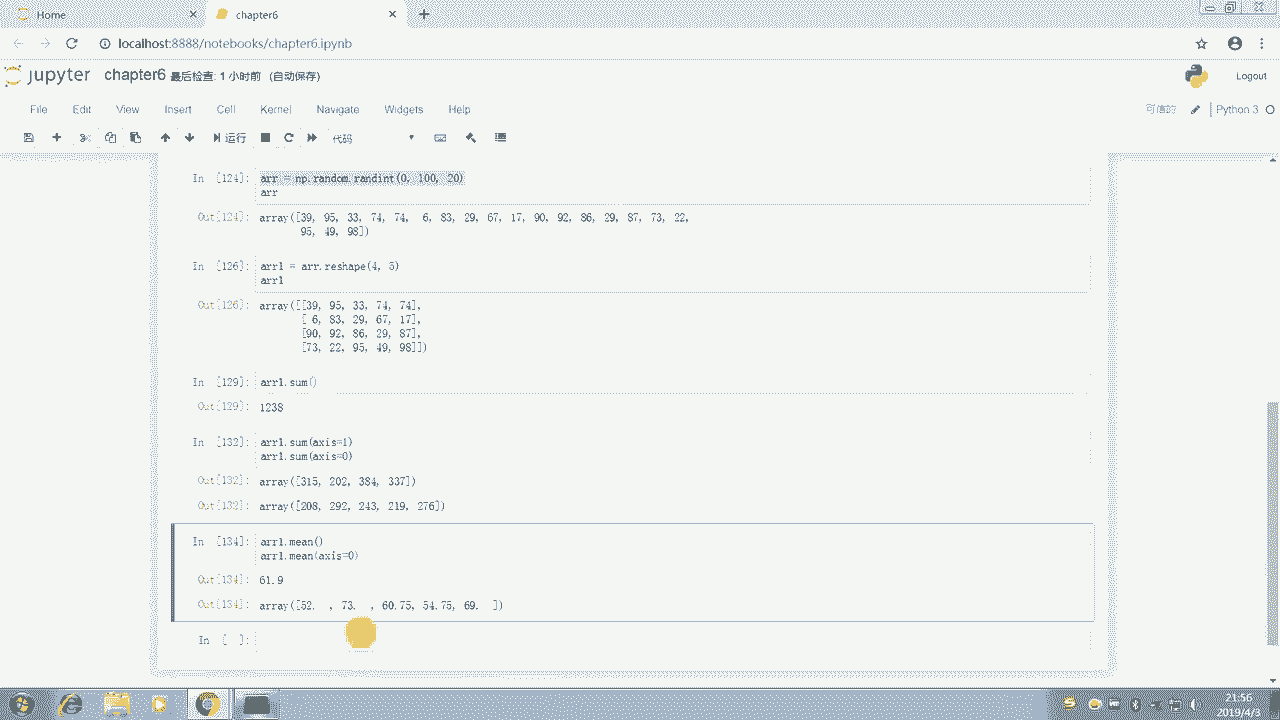 Home
chapter6
localhost:8888/notebooks/chapter6.ipynb
jupyter chapter6 最后检查: 1 小时前 (自动保存)
Logout
File Edit View Insert Cell Kernel Navigate Widgets Help
可信的 Python 3
运行 代码
In [124]: arr = np.random.randint(0, 100, 20)
arr
Out[124]: array([39, 95, 33, 74, 74, 6, 83, 29, 67, 17, 90, 92, 86, 29, 87, 73, 22,
95, 49, 98])
In [126]: arr1 = arr.reshape(4, 5)
arr1
Out[126]: array([[39, 95, 33, 74, 74],
[ 6, 83, 29, 67, 17],
[90, 92, 86, 29, 87],
[73, 22, 95, 49, 98]])
In [129]: arr1.sum()
Out[129]: 1238
In [132]: arr1.sum(axis=1)
arr1.sum(axis=0)
Out[132]: array([315, 202, 384, 337])
Out[132]: array([208, 292, 243, 219, 276])
In [134]: arr1.mean()
arr1.mean(axis=0)
Out[134]: 61.9
Out[134]: array([52. , 73. , 60.75, 54.75, 69. ])
In [ ]:
21:56
2019/4/3